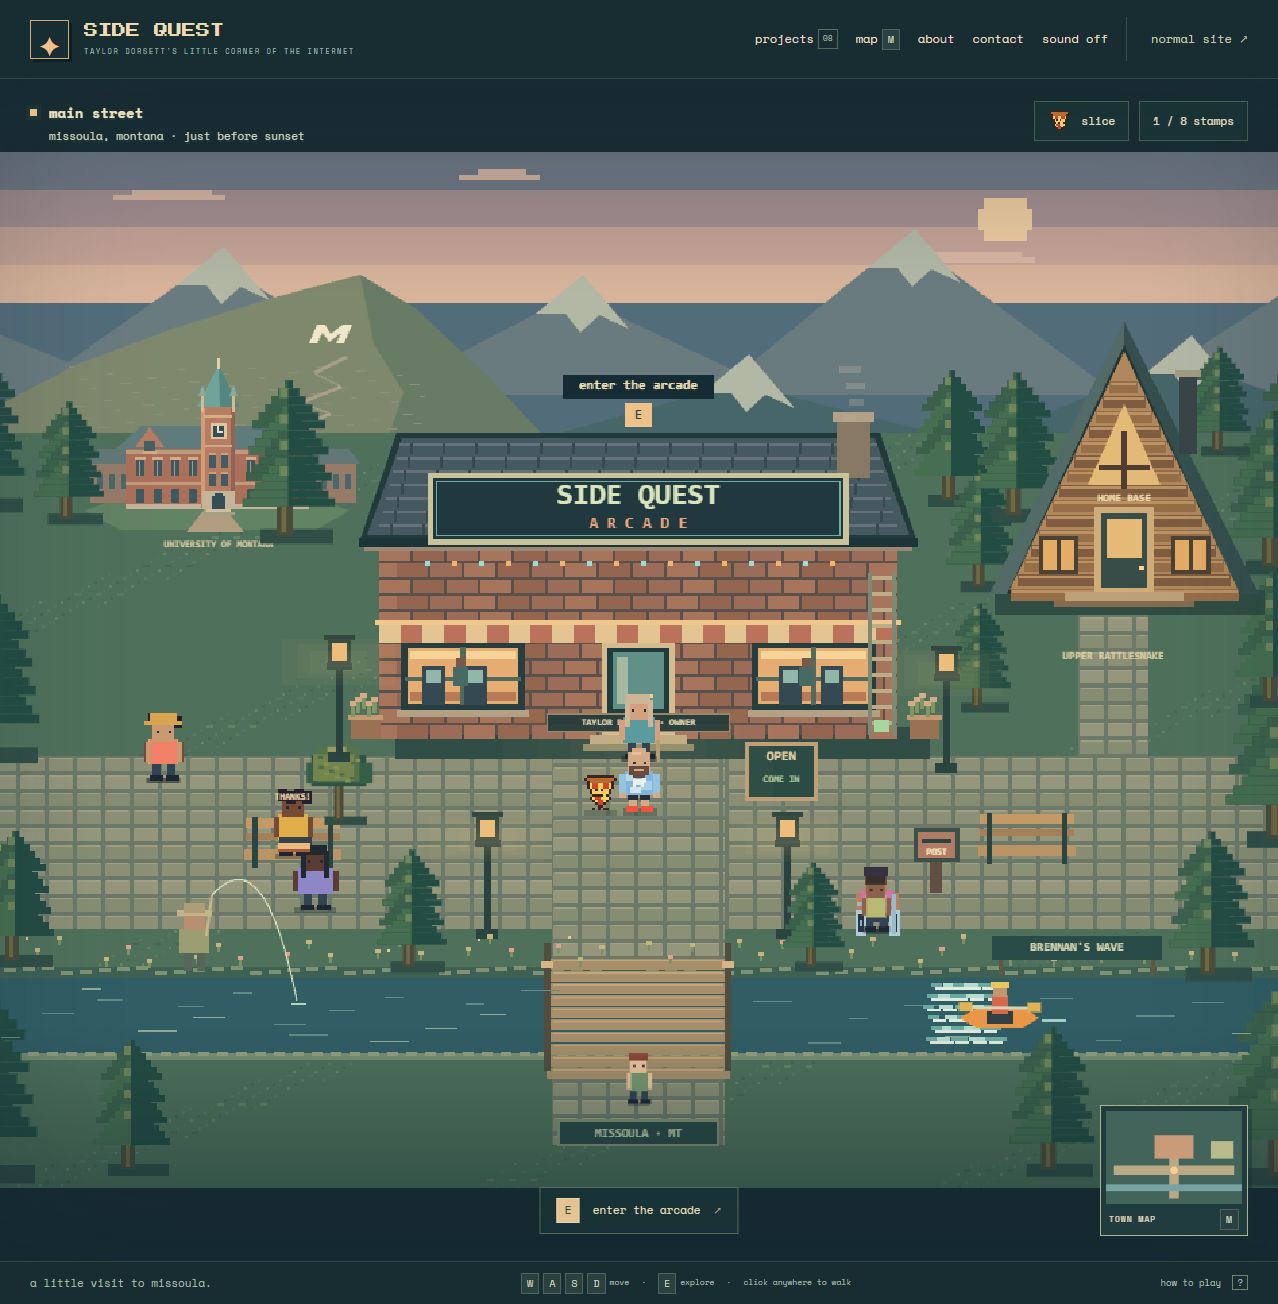 SIDE QUEST
TAYLOR DORSETT'S LITTLE CORNER OF THE INTERNET
projects 08 map M about contact sound off normal site ↗
main street
missoula, montana · just before sunset
slice
1 / 8 stamps
M
enter the arcade
E
SIDE QUEST
ARCADE
HOME BASE
UNIVERSITY OF
UPPER RATTLESNAKE
TAYLOR
OWNER
OPEN
COME IN
THANKS!
POST
BRENNAN'S WAVE
MISSOULA · MT
TOWN MAP M
E enter the arcade ↗
a little visit to missoula.
W A S D move · E explore · click anywhere to walk
how to play ?